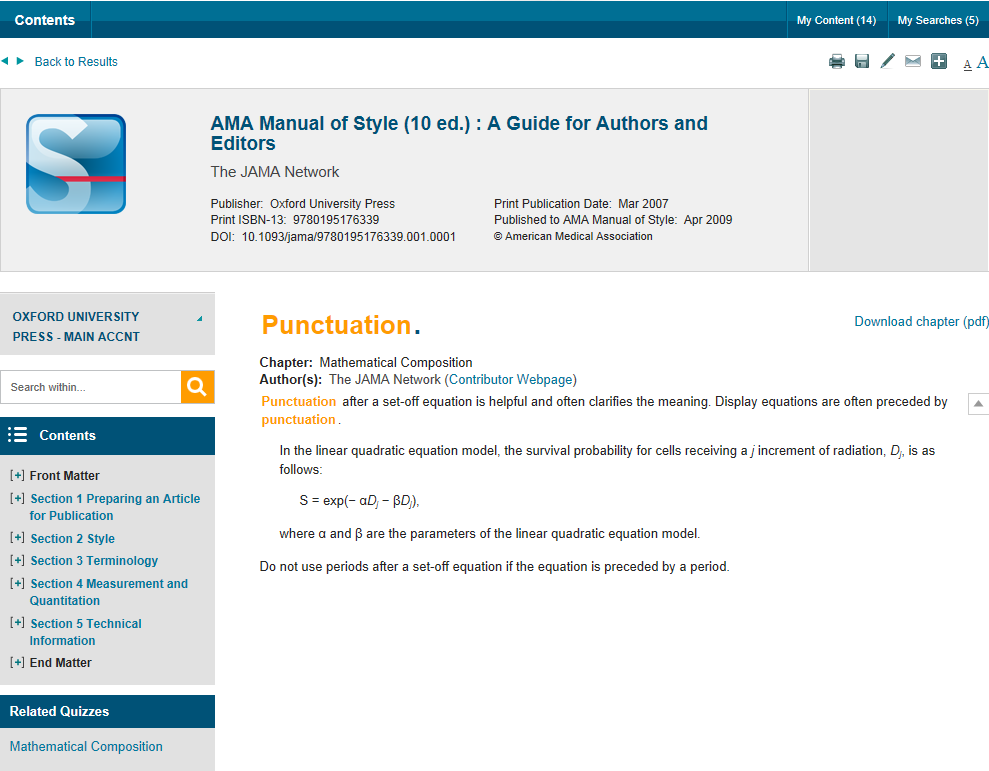 Contents
My Content (14)
My Searches (5)
Back to Results
A A
AMA Manual of Style (10 ed.) : A Guide for Authors and
Editors
The JAMA Network
Publisher: Oxford University Press
Print Publication Date: Mar 2007
Print ISBN-13: 9780195176339
Published to AMA Manual of Style: Apr 2009
DOI: 10.1093/jama/9780195176339.001.0001
© American Medical Association
OXFORD UNIVERSITY
PRESS - MAIN ACCNT
Search within...
Contents
[+] Front Matter
[+] Section 1 Preparing an Article
for Publication
[+] Section 2 Style
[+] Section 3 Terminology
[+] Section 4 Measurement and
Quantitation
[+] Section 5 Technical
Information
[+] End Matter
Related Quizzes
Mathematical Composition
Punctuation.
Download chapter (pdf)
Chapter: Mathematical Composition
Author(s): The JAMA Network (Contributor Webpage)
Punctuation after a set-off equation is helpful and often clarifies the meaning. Display equations are often preceded by
punctuation.
In the linear quadratic equation model, the survival probability for cells receiving a j increment of radiation, Dj, is as
follows:
S = exp(− αDj − βDj),
where α and β are the parameters of the linear quadratic equation model.
Do not use periods after a set-off equation if the equation is preceded by a period.